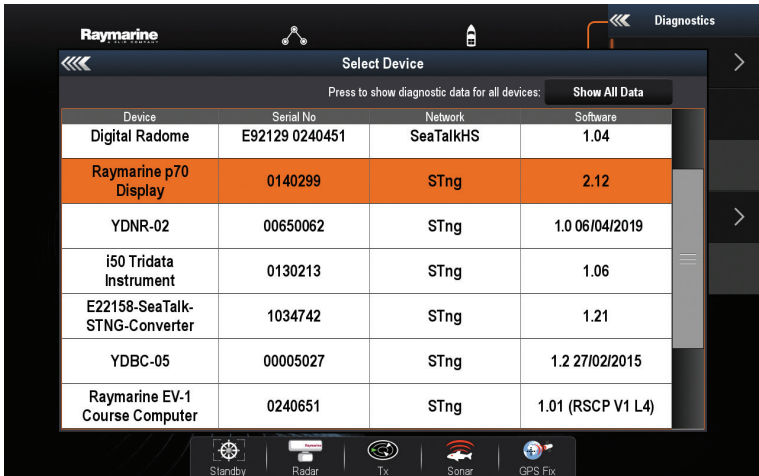 Raymarine
Diagnostics
Select Device
Press to show diagnostic data for all devices: Show All Data
Device Serial No Network Software
Digital Radome E92129 0240451 SeaTalkHS 1.04
Raymarine p70
Display 0140299 STng 2.12
YDNR-02 00650062 STng 1.0 06/04/2019
i50 Tridata
Instrument 0130213 STng 1.06
E22158-SeaTalk-
STNG-Converter 1034742 STng 1.21
YDBC-05 00005027 STng 1.2 27/02/2015
Raymarine EV-1
Course Computer 0240651 STng 1.01 (RSCP V1 L4)
Standby Radar Tx Sonar GPS Fix